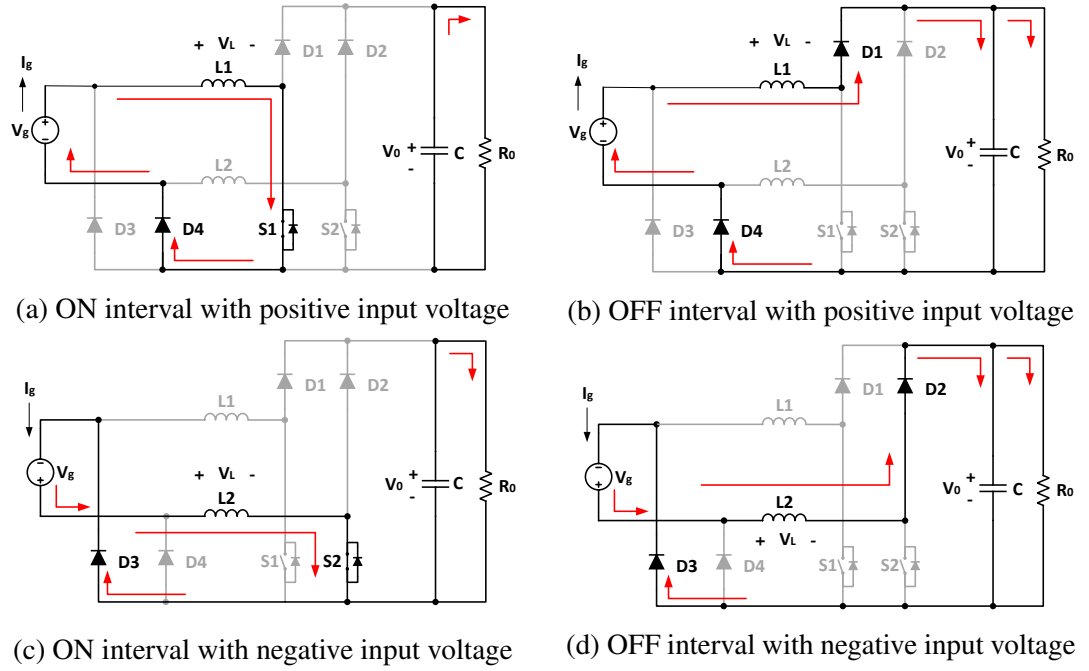 + VL -
D1
D2
Ig
L1
Vg
+
-
L2
V0
+
-
C
R0
D3
D4
S1
S2
(a) ON interval with positive input voltage
+ VL -
D1
D2
Ig
L1
Vg
+
-
L2
V0
+
-
C
R0
D3
D4
S1
S2
(b) OFF interval with positive input voltage
D1
D2
Ig
L1
-
+
Vg
+ VL -
L2
V0
+
-
C
R0
D3
D4
S1
S2
(c) ON interval with negative input voltage
D1
D2
Ig
L1
-
+
Vg
L2
+ VL -
V0
+
-
C
R0
D3
D4
S1
S2
(d) OFF interval with negative input voltage